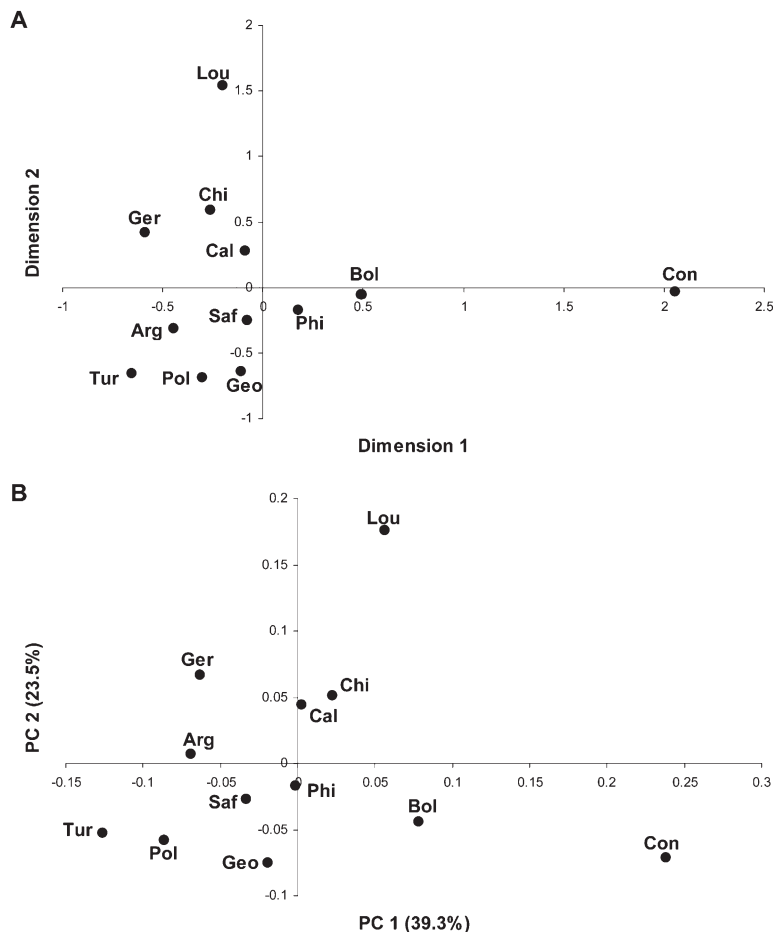 A
2
Lou
1.5
1
Chi
Ger
0.5
Cal
Dimension 2
Bol
Con
0
-1
-0.5
0
0.5
1
1.5
2
2.5
Saf
Phi
Arg
-0.5
Tur
Pol
Geo
-1
Dimension 1
B
0.2
Lou
0.15
0.1
Ger
Chi
0.05
Cal
PC 2 (23.5%)
Arg
0
-0.15
-0.1
-0.05
0
0.05
0.1
0.15
0.2
0.25
0.3
Phi
Saf
Bol
Tur
-0.05
Pol
Geo
Con
-0.1
PC 1 (39.3%)